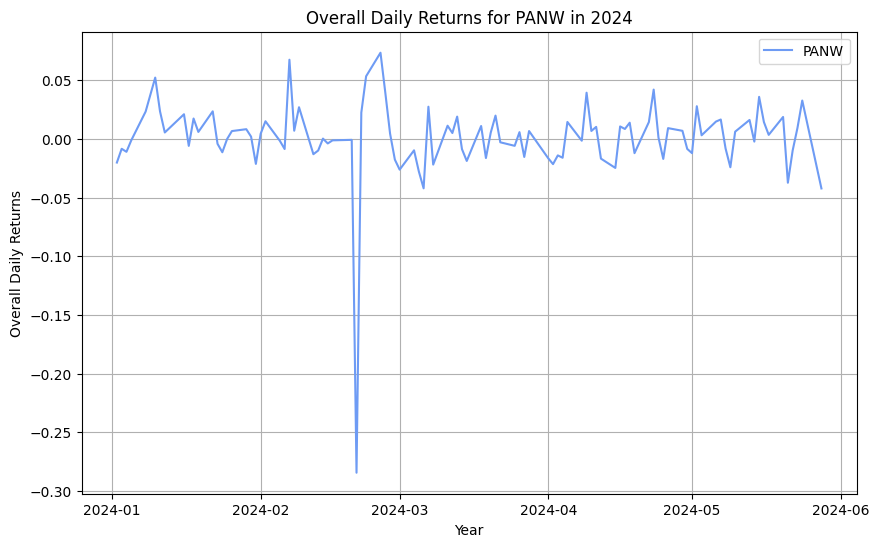 Overall Daily Returns for PANW in 2024
PANW
Overall Daily Returns
0.05
0.00
−0.05
−0.10
−0.15
−0.20
−0.25
−0.30
2024-01 2024-02 2024-03 2024-04 2024-05 2024-06
Year